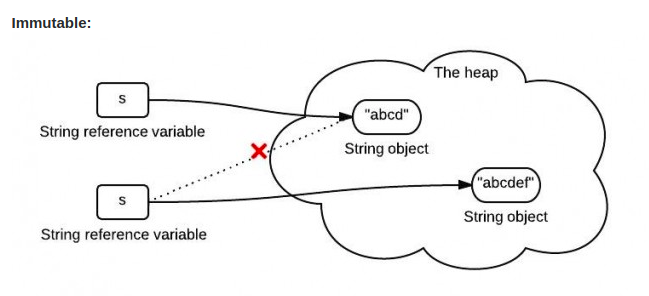 Immutable:
The heap
s
"abcd"
String reference variable
String object
s
"abcdef"
String object
String reference variable